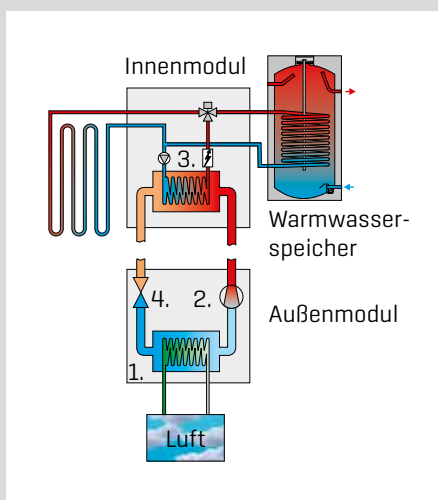 Innenmodul
3.
Warmwasser-
speicher
4.
2.
Außenmodul
1.
Luft